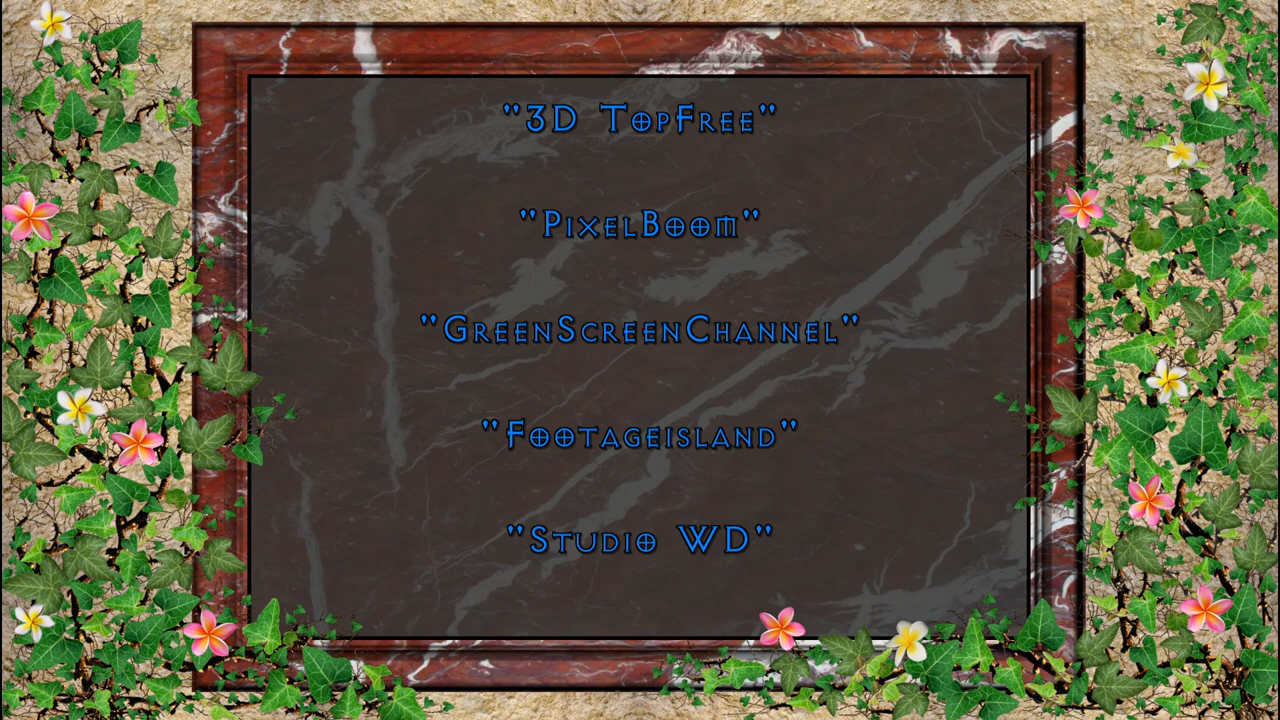 "3D TopFree"
"PixelBoom"
"GreenScreenChannel"
"Footageisland"
"Studio WD"